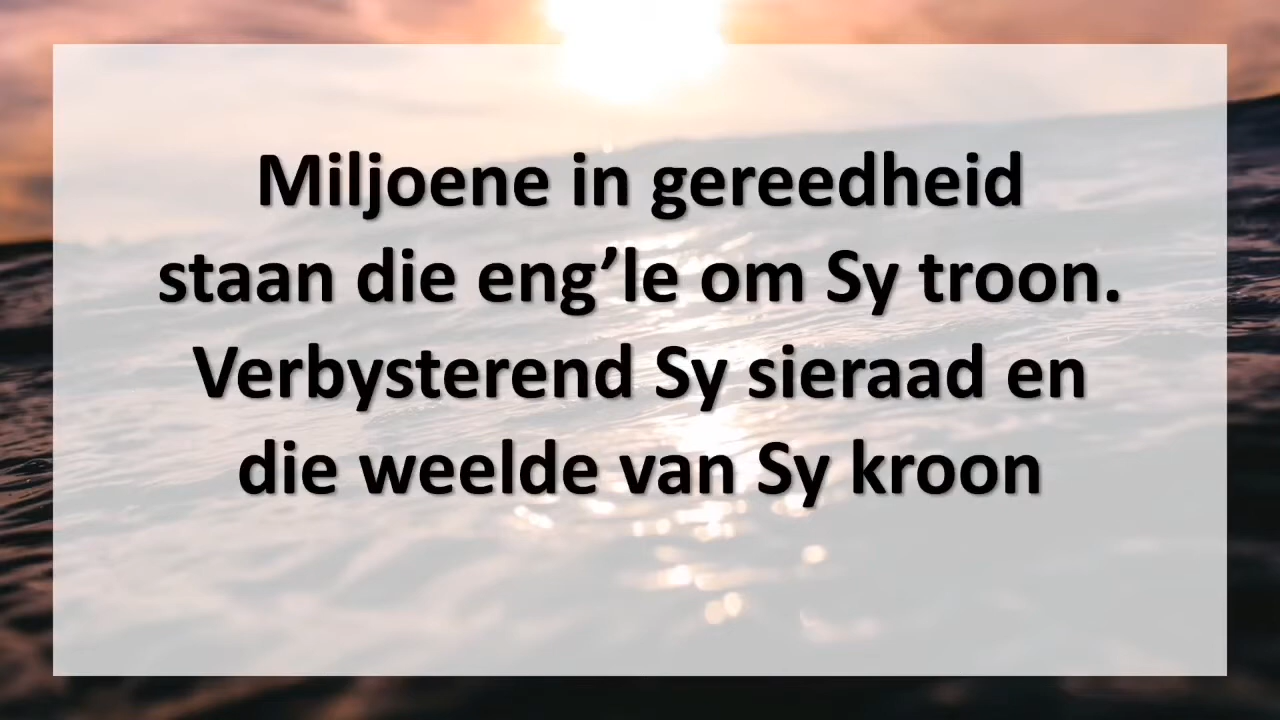 Miljoene in gereedheid
staan die eng’le om Sy troon.
Verbysterend Sy sieraad en
die weelde van Sy kroon